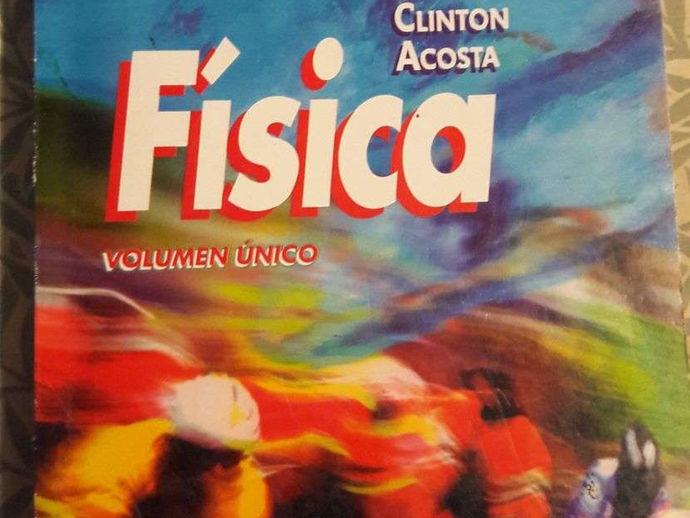 CLINTON
ACOSTA
Física
VOLUMEN ÚNICO